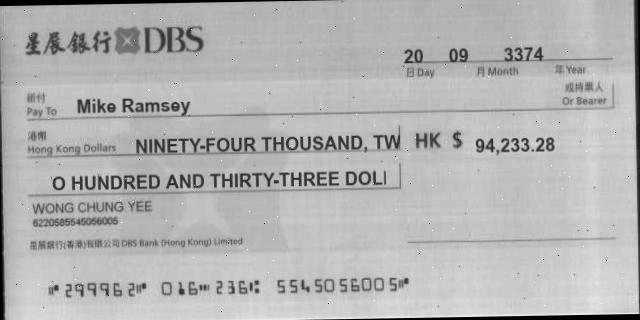 星展銀行 DBS
20 09 3374
日 Day 月 Month 年 Year
祈付 Pay To Mike Ramsey 或持票人 Or Bearer
港幣 Hong Kong Dollars NINETY-FOUR THOUSAND, TW HK $ 94,233.28
O HUNDRED AND THIRTY-THREE DOLI
WONG CHUNG YEE
6220585545056005
星展銀行(香港)有限公司 DBS Bank (Hong Kong) Limited
⑈299962⑈ 016⑉236⑆ 5545056005⑈